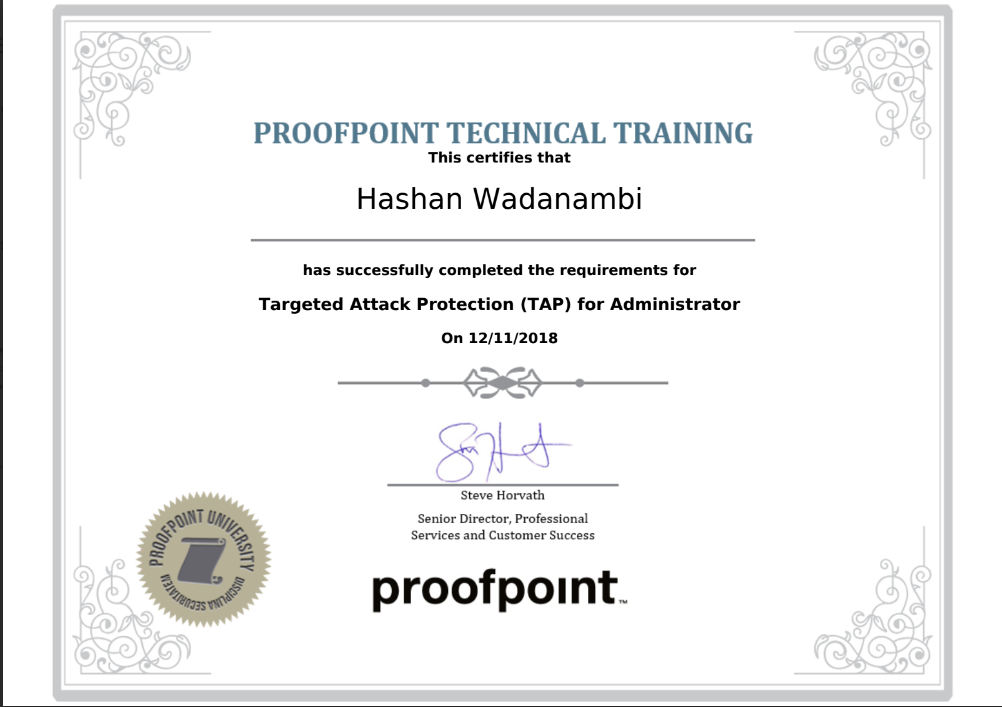 PROOFPOINT TECHNICAL TRAINING
This certifies that
Hashan Wadanambi
has successfully completed the requirements for
Targeted Attack Protection (TAP) for Administrator
On 12/11/2018
Steve Horvath
Senior Director, Professional
Services and Customer Success
PROOFPOINT UNIVERSITY
DISCIPLINA SECURITATEM
proofpoint™